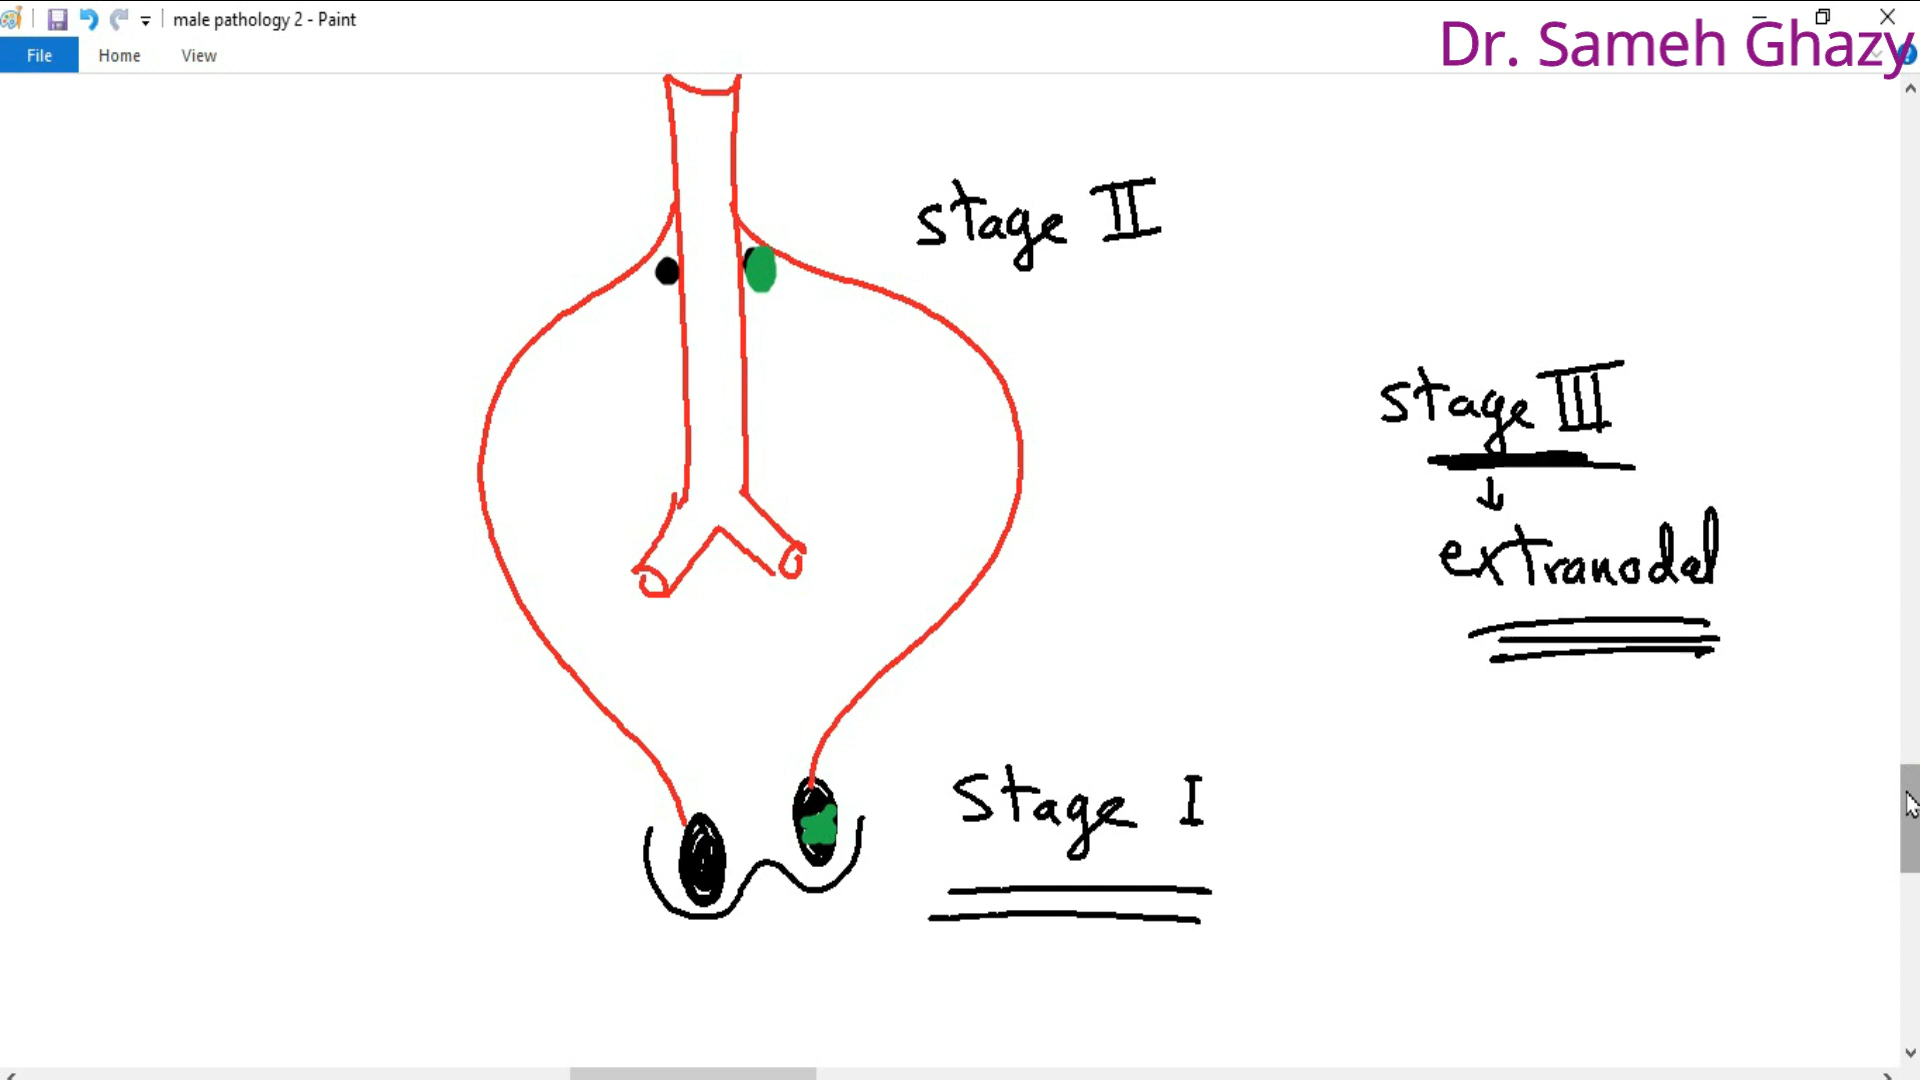 male pathology 2 - Paint
File Home View
Dr. Sameh Ghazy
stage II
stage III
extranodal
Stage I